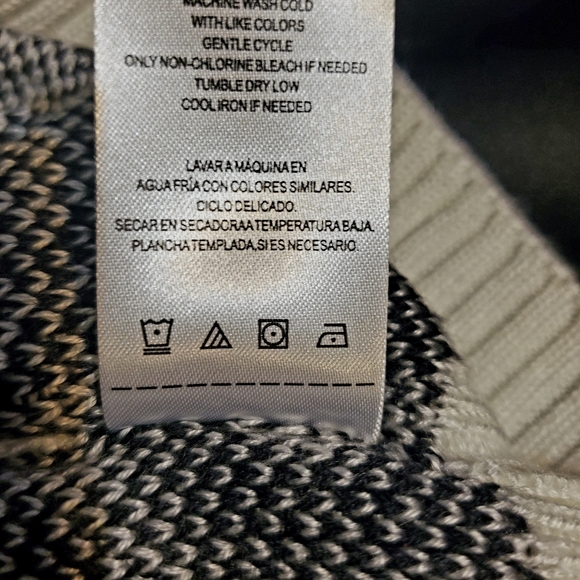 MACHINE WASH COLD
WITH LIKE COLORS
GENTLE CYCLE
ONLY NON-CHLORINE BLEACH IF NEEDED
TUMBLE DRY LOW
COOL IRON IF NEEDED
LAVAR A MÁQUINA EN
AGUA FRÍA CON COLORES SIMILARES.
CICLO DELICADO.
SECAR EN SECADORA A TEMPERATURA BAJA.
PLANCHA TEMPLADA, SI ES NECESARIO.